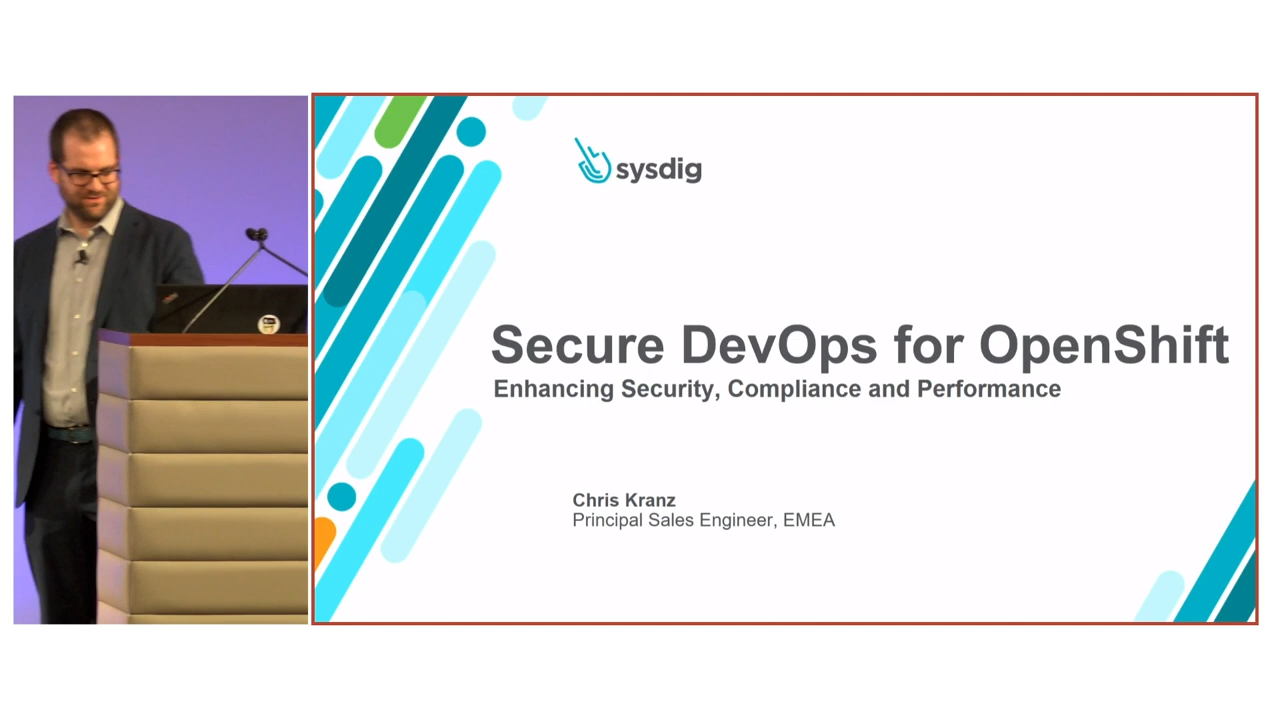 sysdig
Secure DevOps for OpenShift
Enhancing Security, Compliance and Performance
Chris Kranz
Principal Sales Engineer, EMEA